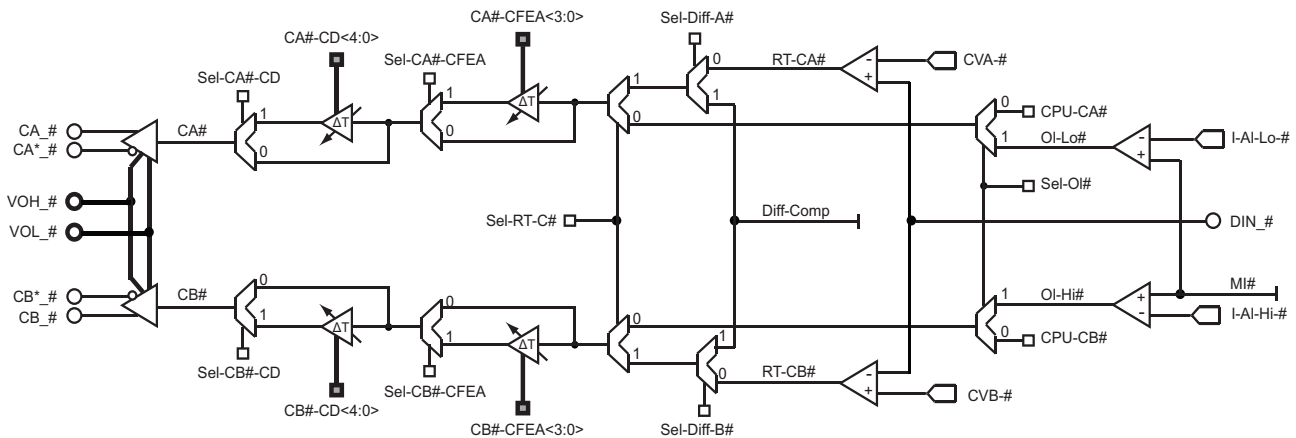 CA#-CFEA<3:0>
Sel-Diff-A#
CA#-CD<4:0>
Sel-CA#-CFEA
0
RT-CA#
-
+
CVA-#
Sel-CA#-CD
1
1
1
ΔT
1
0
CPU-CA#
CA_#
CA#
1
ΔT
0
0
1
OI-Lo#
-
+
I-AI-Lo-#
CA*_#
0
Sel-OI#
VOH_#
Sel-RT-C#
Diff-Comp
DIN_#
VOL_#
CB*_#
CB#
0
0
0
1
OI-Hi#
+
-
MI#
CB_#
1
ΔT
1
ΔT
1
1
0
CPU-CB#
I-AI-Hi-#
Sel-CB#-CD
Sel-CB#-CFEA
0
RT-CB#
-
+
CVB-#
CB#-CD<4:0>
CB#-CFEA<3:0>
Sel-Diff-B#